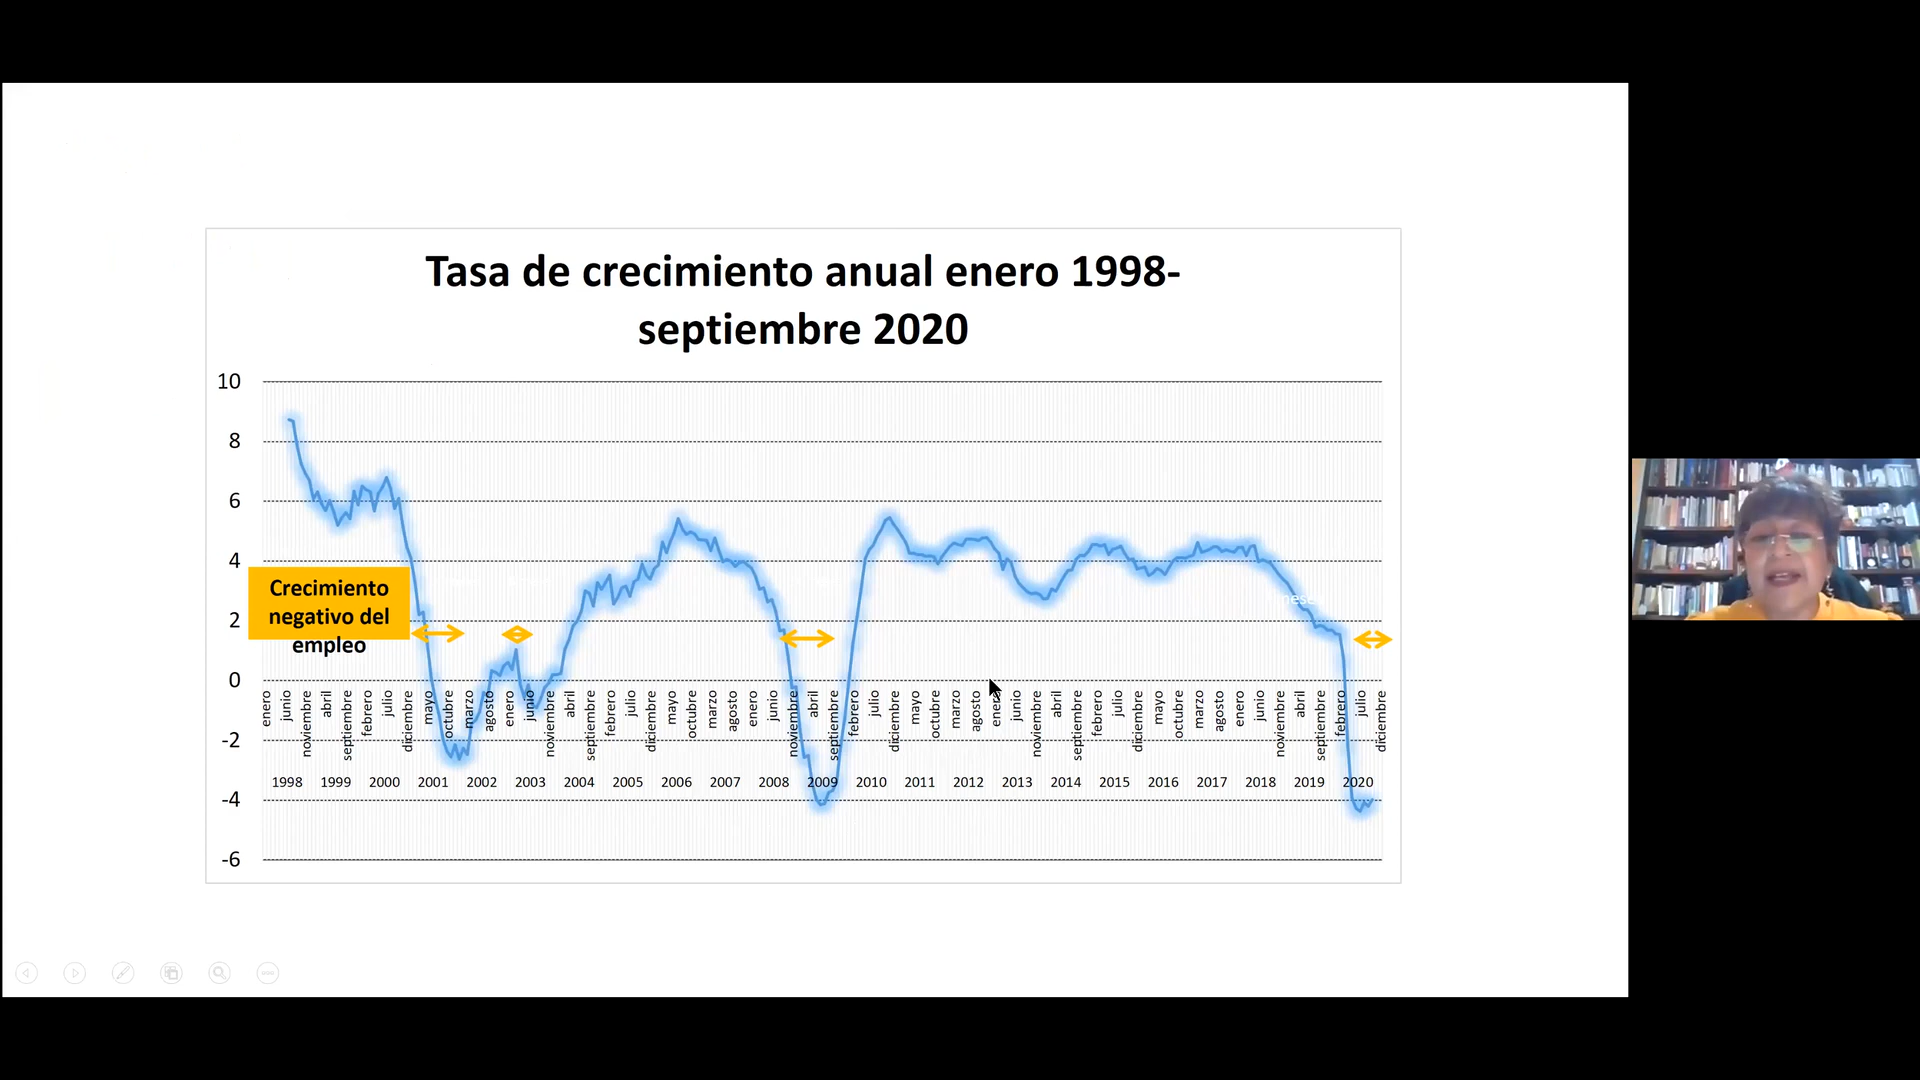 Tasa de crecimiento anual enero 1998-
septiembre 2020
10
8
6
4
2
0
-2
-4
-6
Crecimiento
negativo del
empleo
enero junio noviembre abril septiembre febrero julio diciembre mayo octubre marzo agosto enero junio noviembre abril septiembre febrero julio diciembre mayo octubre marzo agosto enero junio noviembre abril septiembre febrero julio diciembre mayo octubre marzo agosto enero junio noviembre abril septiembre febrero julio diciembre mayo octubre marzo agosto enero junio noviembre abril septiembre febrero julio diciembre
1998 1999 2000 2001 2002 2003 2004 2005 2006 2007 2008 2009 2010 2011 2012 2013 2014 2015 2016 2017 2018 2019 2020